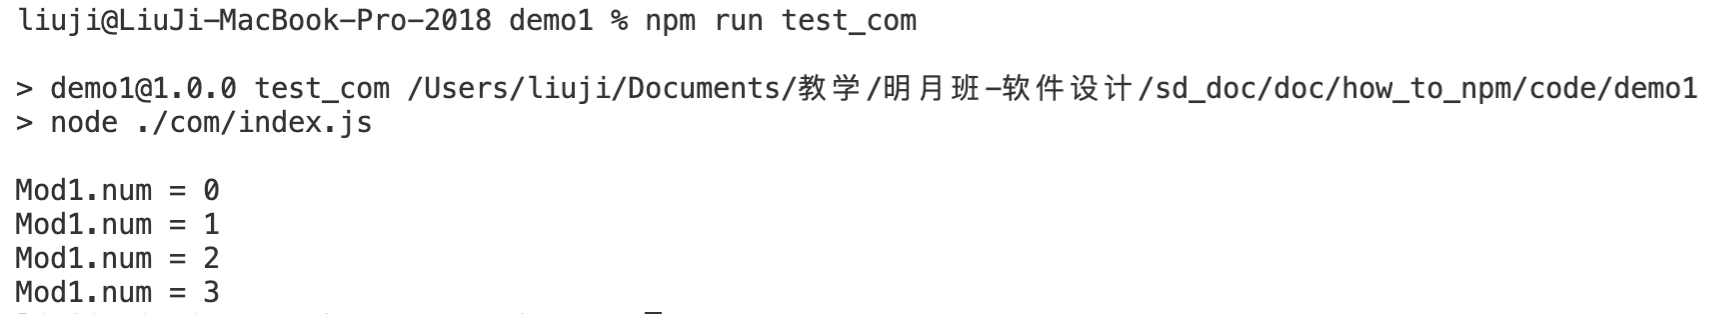 liuji@LiuJi-MacBook-Pro-2018 demo1 % npm run test_com
> demo1@1.0.0 test_com /Users/liuji/Documents/教学/明月班-软件设计/sd_doc/doc/how_to_npm/code/demo1
> node ./com/index.js
Mod1.num = 0
Mod1.num = 1
Mod1.num = 2
Mod1.num = 3